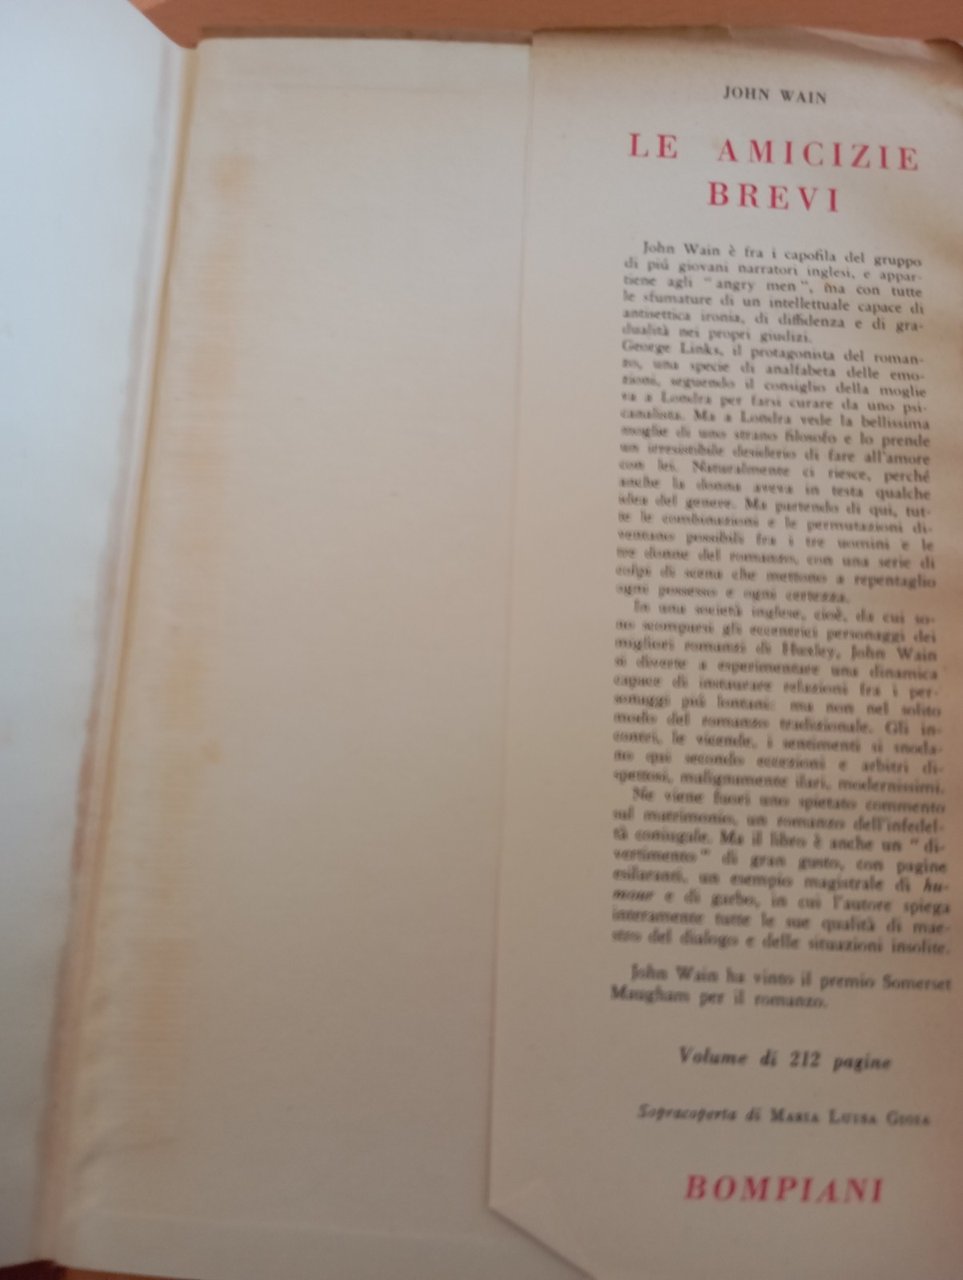 JOHN WAIN
LE AMICIZIE
BREVI
John Wain è fra i capofila del gruppo
di piú giovani narratori inglesi, e appar-
tiene agli "angry men", ma con tutte
le sfumature di un intellettuale capace di
antisettica ironia, di diffidenza e di gra-
dualità nei propri giudizi.
George Links, il protagonista del roman-
zo, una specie di analfabeta delle emo-
zioni, seguendo il consiglio della moglie
va a Londra per farsi curare da uno psi-
canalista. Ma a Londra vede la bellissima
moglie di uno strano filosofo e lo prende
un irresistibile desiderio di fare all'amore
con lei. Naturalmente ci riesce, perché
anche la donna aveva in testa qualche
idea del genere. Ma partendo di qui, tut-
te le combinazioni e le permutazioni di-
ventano possibili fra i tre uomini e le
tre donne del romanzo, con una serie di
colpi di scena che mettono a repentaglio
ogni possesso e ogni certezza.
In una società inglese, cioè, da cui so-
no scomparsi gli eccentrici personaggi dei
migliori romanzi di Huxley, John Wain
si diverte a esperimentare una dinamica
capace di instaurare relazioni fra i per-
sonaggi piú lontani: ma non nel solito
modo del romanzo tradizionale. Gli in-
contri, le vicende, i sentimenti si snoda-
no qui secondo eccezioni e arbitri di-
spettosi, malignamente ilari, modernissimi.
Ne viene fuori uno spietato commento
sul matrimonio, un romanzo dell'infedel-
tà coniugale. Ma il libro è anche un "di-
vertimento" di gran gusto, con pagine
esilaranti, un esempio magistrale di hu-
mour e di garbo, in cui l'autore spiega
interamente tutte le sue qualità di mae-
stro del dialogo e delle situazioni insolite.
John Wain ha vinto il premio Somerset
Maugham per il romanzo.
Volume di 212 pagine
Sopracoperta di MARIA LUISA GIOIA
BOMPIANI